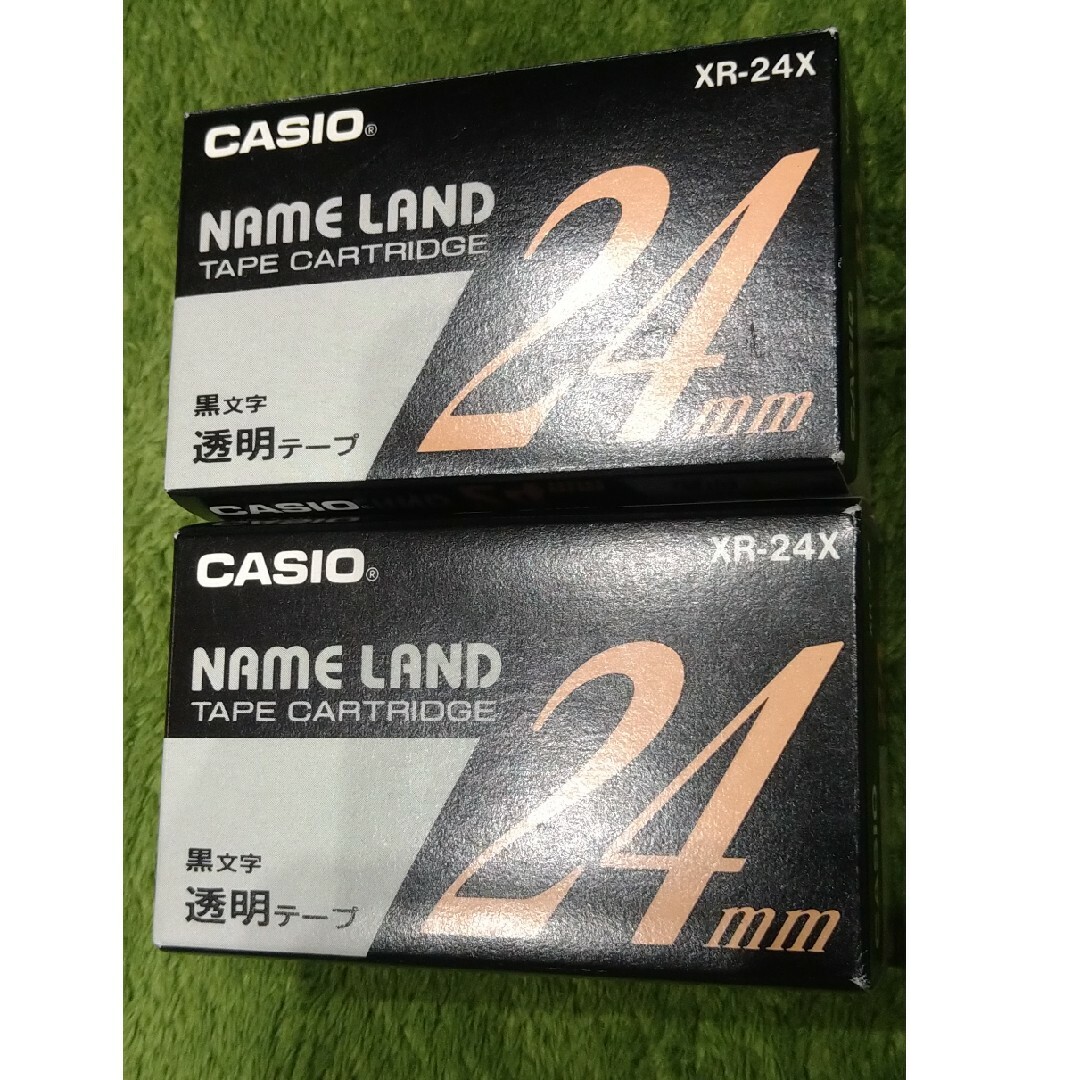 XR-24X
CASIO®
NAME LAND
TAPE CARTRIDGE
24mm
黒文字
透明テープ
CASIO
XR-24X
CASIO®
NAME LAND
TAPE CARTRIDGE
24mm
黒文字
透明テープ